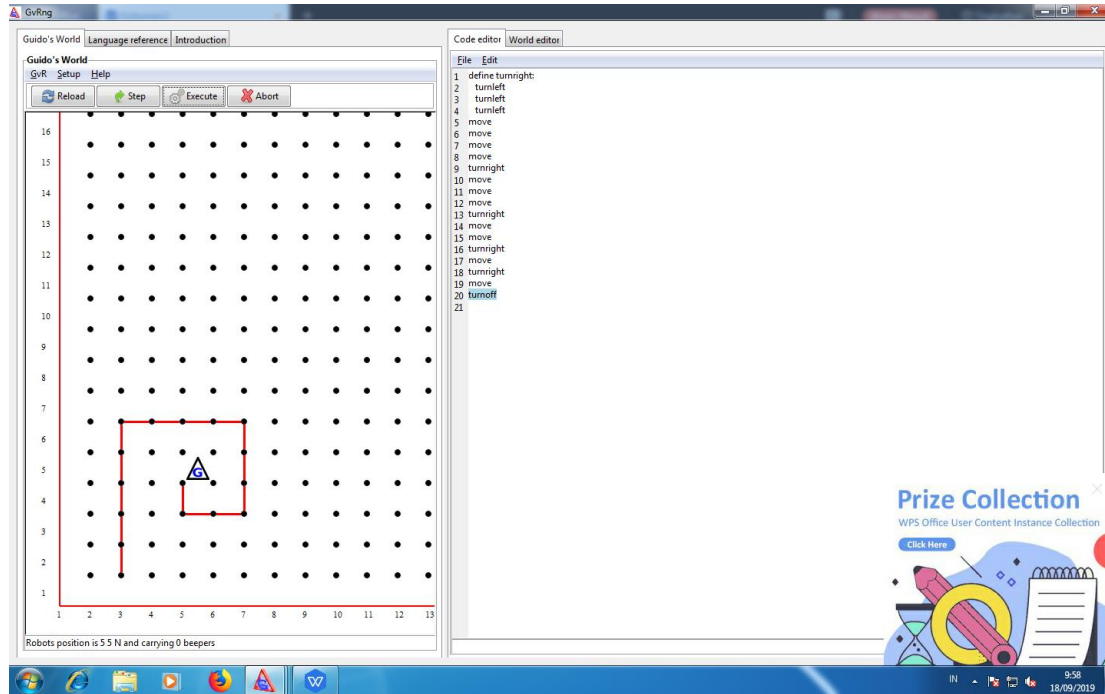 GvRng
Guido's World Language reference Introduction
Guido's World
GvR Setup Help
Reload Step Execute Abort
16
15
14
13
12
11
10
9
8
7
6
5
4
3
2
1
G
1 2 3 4 5 6 7 8 9 10 11 12 13
Robots position is 5 5 N and carrying 0 beepers
Code editor World editor
File Edit
1 define turnright:
2 turnleft
3 turnleft
4 turnleft
5 move
6 move
7 move
8 move
9 turnright
10 move
11 move
12 move
13 turnright
14 move
15 move
16 turnright
17 move
18 turnright
19 move
20 turnoff
21
Prize Collection
WPS Office User Content Instance Collection
Click Here
IN 9:58
18/09/2019